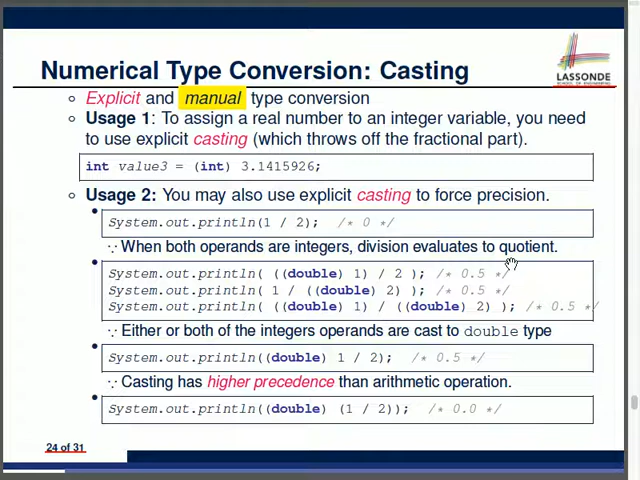 Numerical Type Conversion: Casting
LASSONDE
SCHOOL OF ENGINEERING
Explicit and manual type conversion
Usage 1: To assign a real number to an integer variable, you need
to use explicit casting (which throws off the fractional part).
int value3 = (int) 3.1415926;
Usage 2: You may also use explicit casting to force precision.
System.out.println(1 / 2); /* 0 */
∵ When both operands are integers, division evaluates to quotient.
System.out.println( ((double) 1) / 2 ); /* 0.5 */
System.out.println( 1 / ((double) 2) ); /* 0.5 */
System.out.println( ((double) 1) / ((double) 2) ); /* 0.5 */
∵ Either or both of the integers operands are cast to double type
System.out.println((double) 1 / 2); /* 0.5 */
∵ Casting has higher precedence than arithmetic operation.
System.out.println((double) (1 / 2)); /* 0.0 */
24 of 31